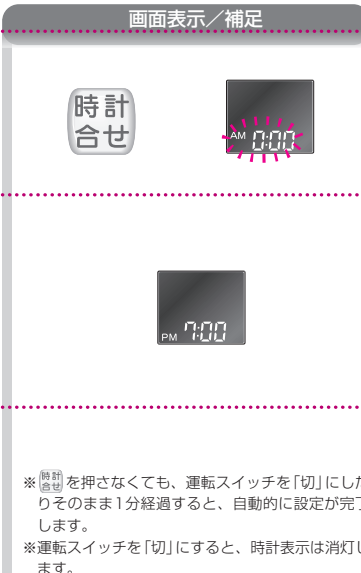 画面表示／補足
時計
合せ
AM 0:00
PM 7:00
※時計合せを押さなくても、運転スイッチを「切」にした
りそのまま1分経過すると、自動的に設定が完了
します。
※運転スイッチを「切」にすると、時計表示は消灯し
ます。